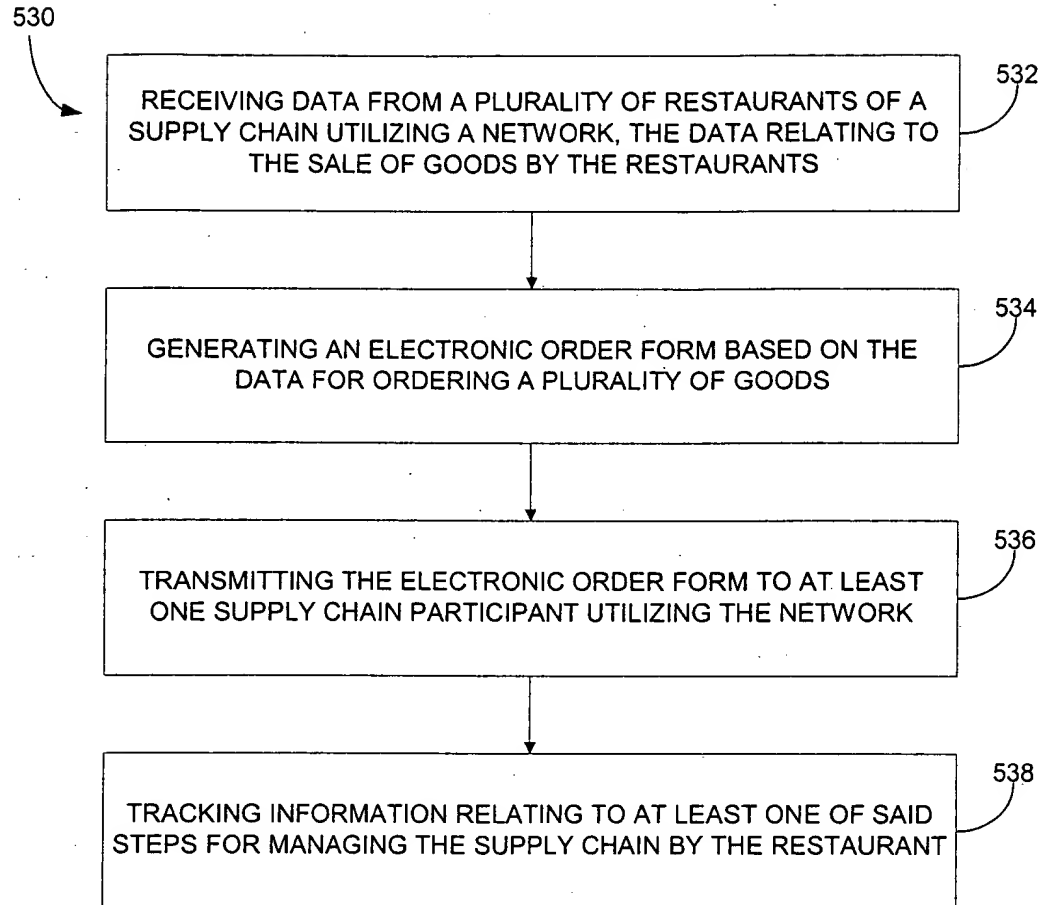 530
532
RECEIVING DATA FROM A PLURALITY OF RESTAURANTS OF A
SUPPLY CHAIN UTILIZING A NETWORK, THE DATA RELATING TO
THE SALE OF GOODS BY THE RESTAURANTS
534
GENERATING AN ELECTRONIC ORDER FORM BASED ON THE
DATA FOR ORDERING A PLURALITY OF GOODS
536
TRANSMITTING THE ELECTRONIC ORDER FORM TO AT LEAST
ONE SUPPLY CHAIN PARTICIPANT UTILIZING THE NETWORK
538
TRACKING INFORMATION RELATING TO AT LEAST ONE OF SAID
STEPS FOR MANAGING THE SUPPLY CHAIN BY THE RESTAURANT